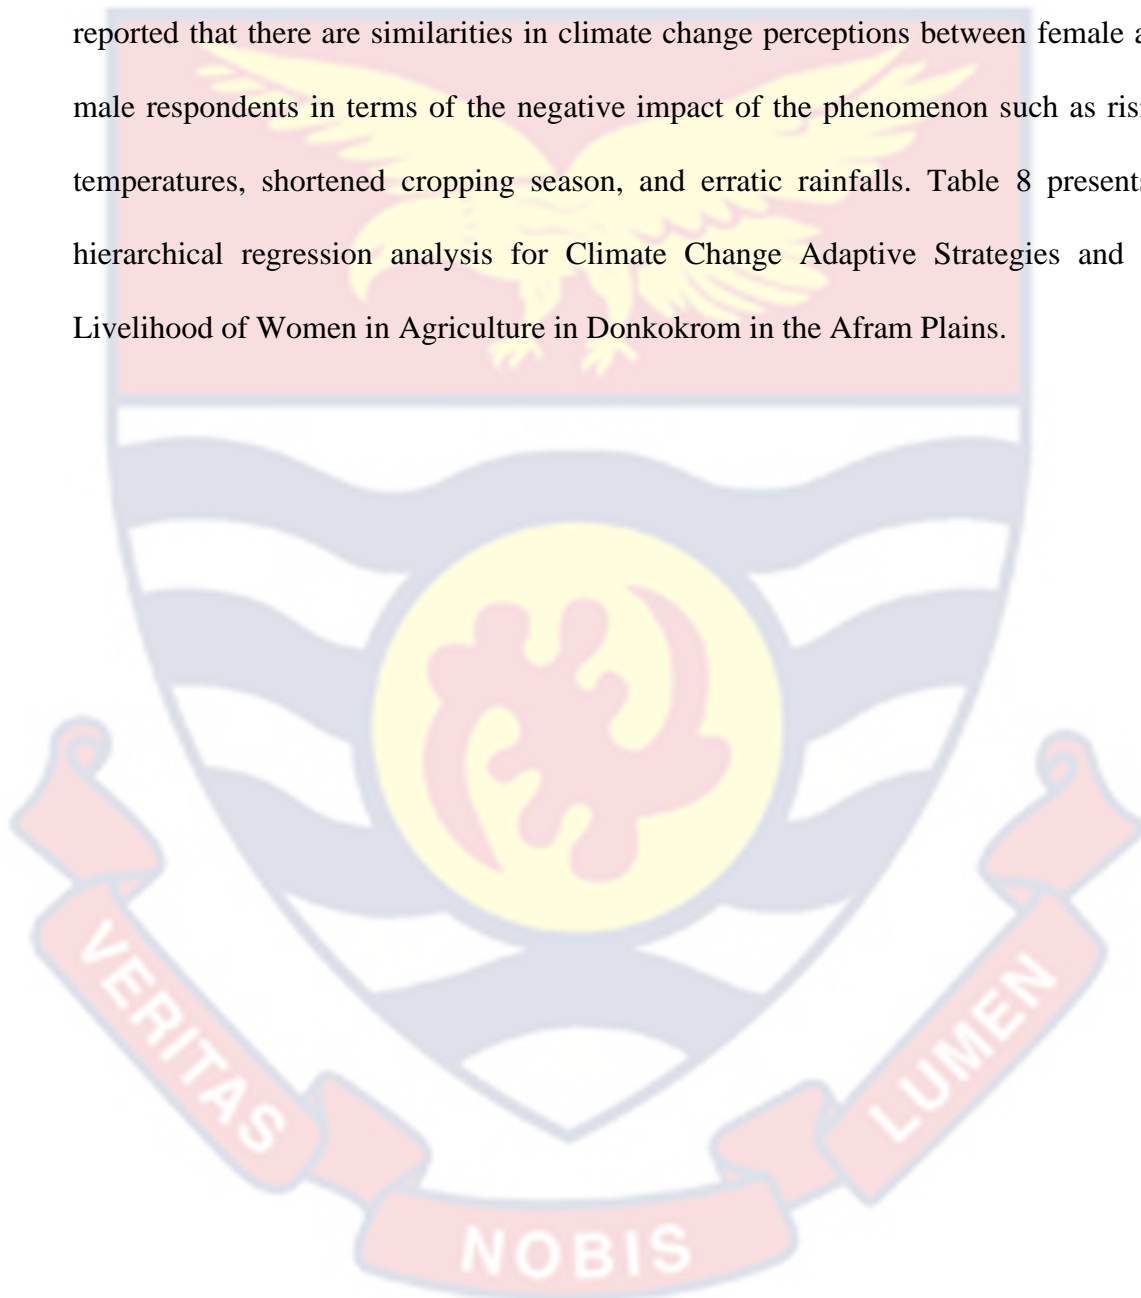 reported that there are similarities in climate change perceptions between female a
male respondents in terms of the negative impact of the phenomenon such as ris
temperatures, shortened cropping season, and erratic rainfalls. Table 8 presents
hierarchical regression analysis for Climate Change Adaptive Strategies and
Livelihood of Women in Agriculture in Donkokrom in the Afram Plains.
VERITAS
NOBIS
LUMEN